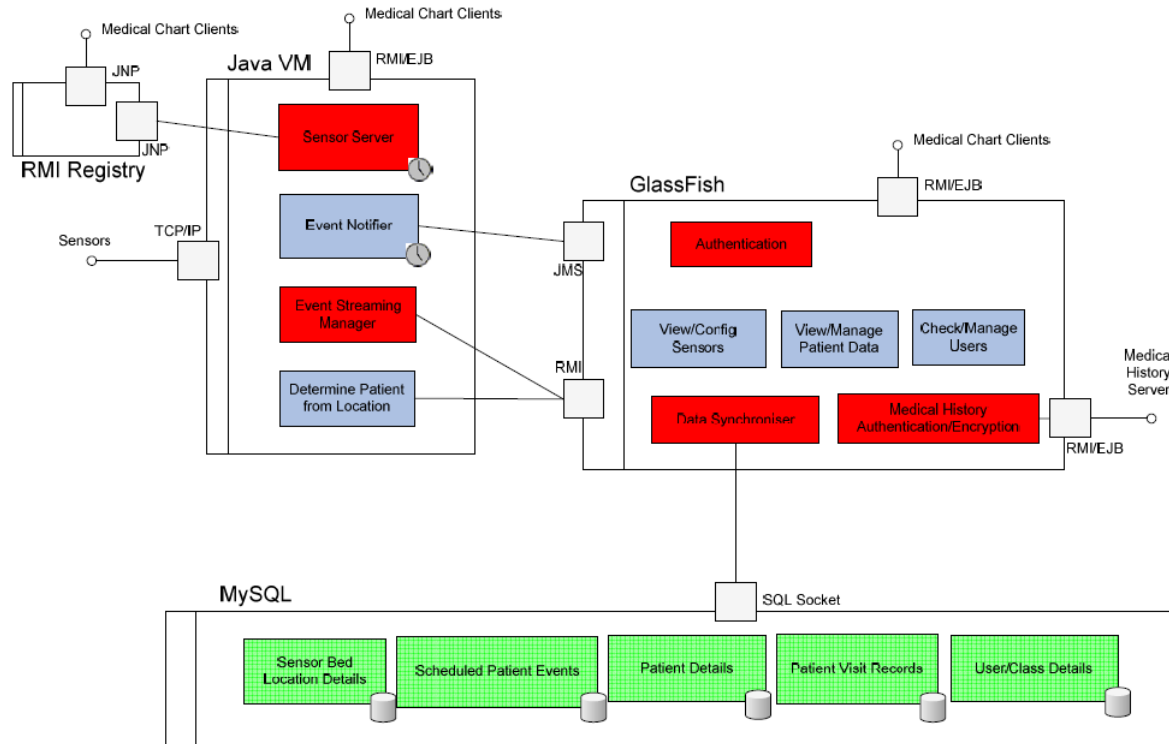 Medical Chart Clients
Medical Chart Clients
Java VM
RMI/EJB
JNP
JNP
RMI Registry
Sensor Server
Medical Chart Clients
RMI/EJB
GlassFish
Event Notifier
Sensors
TCP/IP
JMS
Authentication
Event Streaming
Manager
View/Config
Sensors
View/Manage
Patient Data
Check/Manage
Users
RMI
Determine Patient
from Location
Data Synchroniser
Medical History
Authentication/Encryption
Medica
History
Server
RMI/EJB
MySQL
SQL Socket
Sensor Bed
Location Details
Scheduled Patient Events
Patient Details
Patient Visit Records
User/Class Details